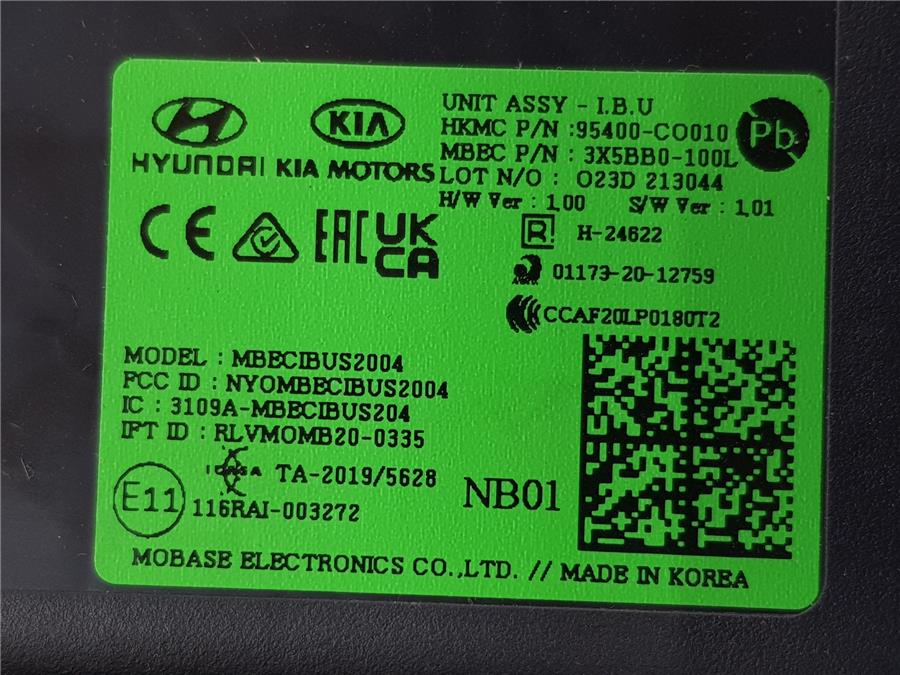 HYUNDAI
KIA
KIA MOTORS
UNIT ASSY - I.B.U
HKMC P/N :95400-CO010
MBEC P/N : 3X5BB0-100L
LOT N/O : O23D 213044
H/W Ver : 1.00 S/W Ver : 1.01
Pb
CE
EAC
UK
CA
R! H-24622
01173-20-12759
CCAF20LP0180T2
MODEL : MBECIBUS2004
FCC ID : NYOMBECIBUS2004
IC : 3109A-MBECIBUS204
IFT ID : RLVMOMB20-0335
TA-2019/5628
E11 116RAI-003272
NB01
MOBASE ELECTRONICS CO.,LTD. // MADE IN KOREA